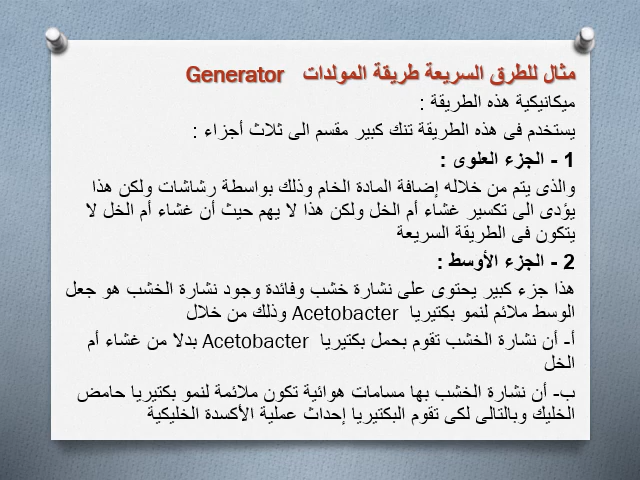 مثال للطرق السريعة طريقة المولدات Generator
ميكانيكية هذه الطريقة :
يستخدم فى هذه الطريقة تنك كبير مقسم الى ثلاث أجزاء :
1 - الجزء العلوى :
والذى يتم من خلاله إضافة المادة الخام وذلك بواسطة رشاشات ولكن هذا
يؤدى الى تكسير غشاء أم الخل ولكن هذا لا يهم حيث أن غشاء أم الخل لا
يتكون فى الطريقة السريعة
2 - الجزء الأوسط :
هذا جزء كبير يحتوى على نشارة خشب وفائدة وجود نشارة الخشب هو جعل
الوسط ملائم لنمو بكتيريا Acetobacter وذلك من خلال
أ- أن نشارة الخشب تقوم بحمل بكتيريا Acetobacter بدلا من غشاء أم
الخل
ب- أن نشارة الخشب بها مسامات هوائية تكون ملائمة لنمو بكتيريا حامض
الخليك وبالتالى لكى تقوم البكتيريا إحداث عملية الأكسدة الخليكية